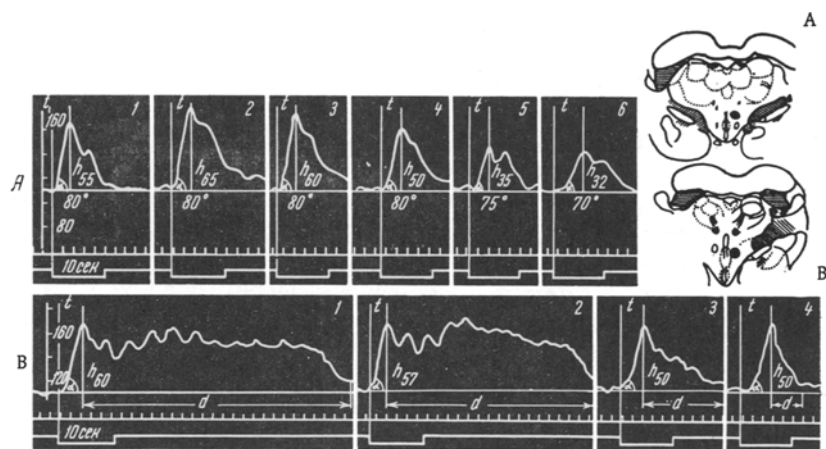 A
t 1 t 2 t 3 t 4 t 5 t 6
160
A h55 h65 h60 h50 h35 h32
80° 80° 80° 80° 75° 70°
80
10 сек
B
t 1 t 2 t 3 t 4
160
B h60 h57 h50 h50
120
d d d d
10 сек